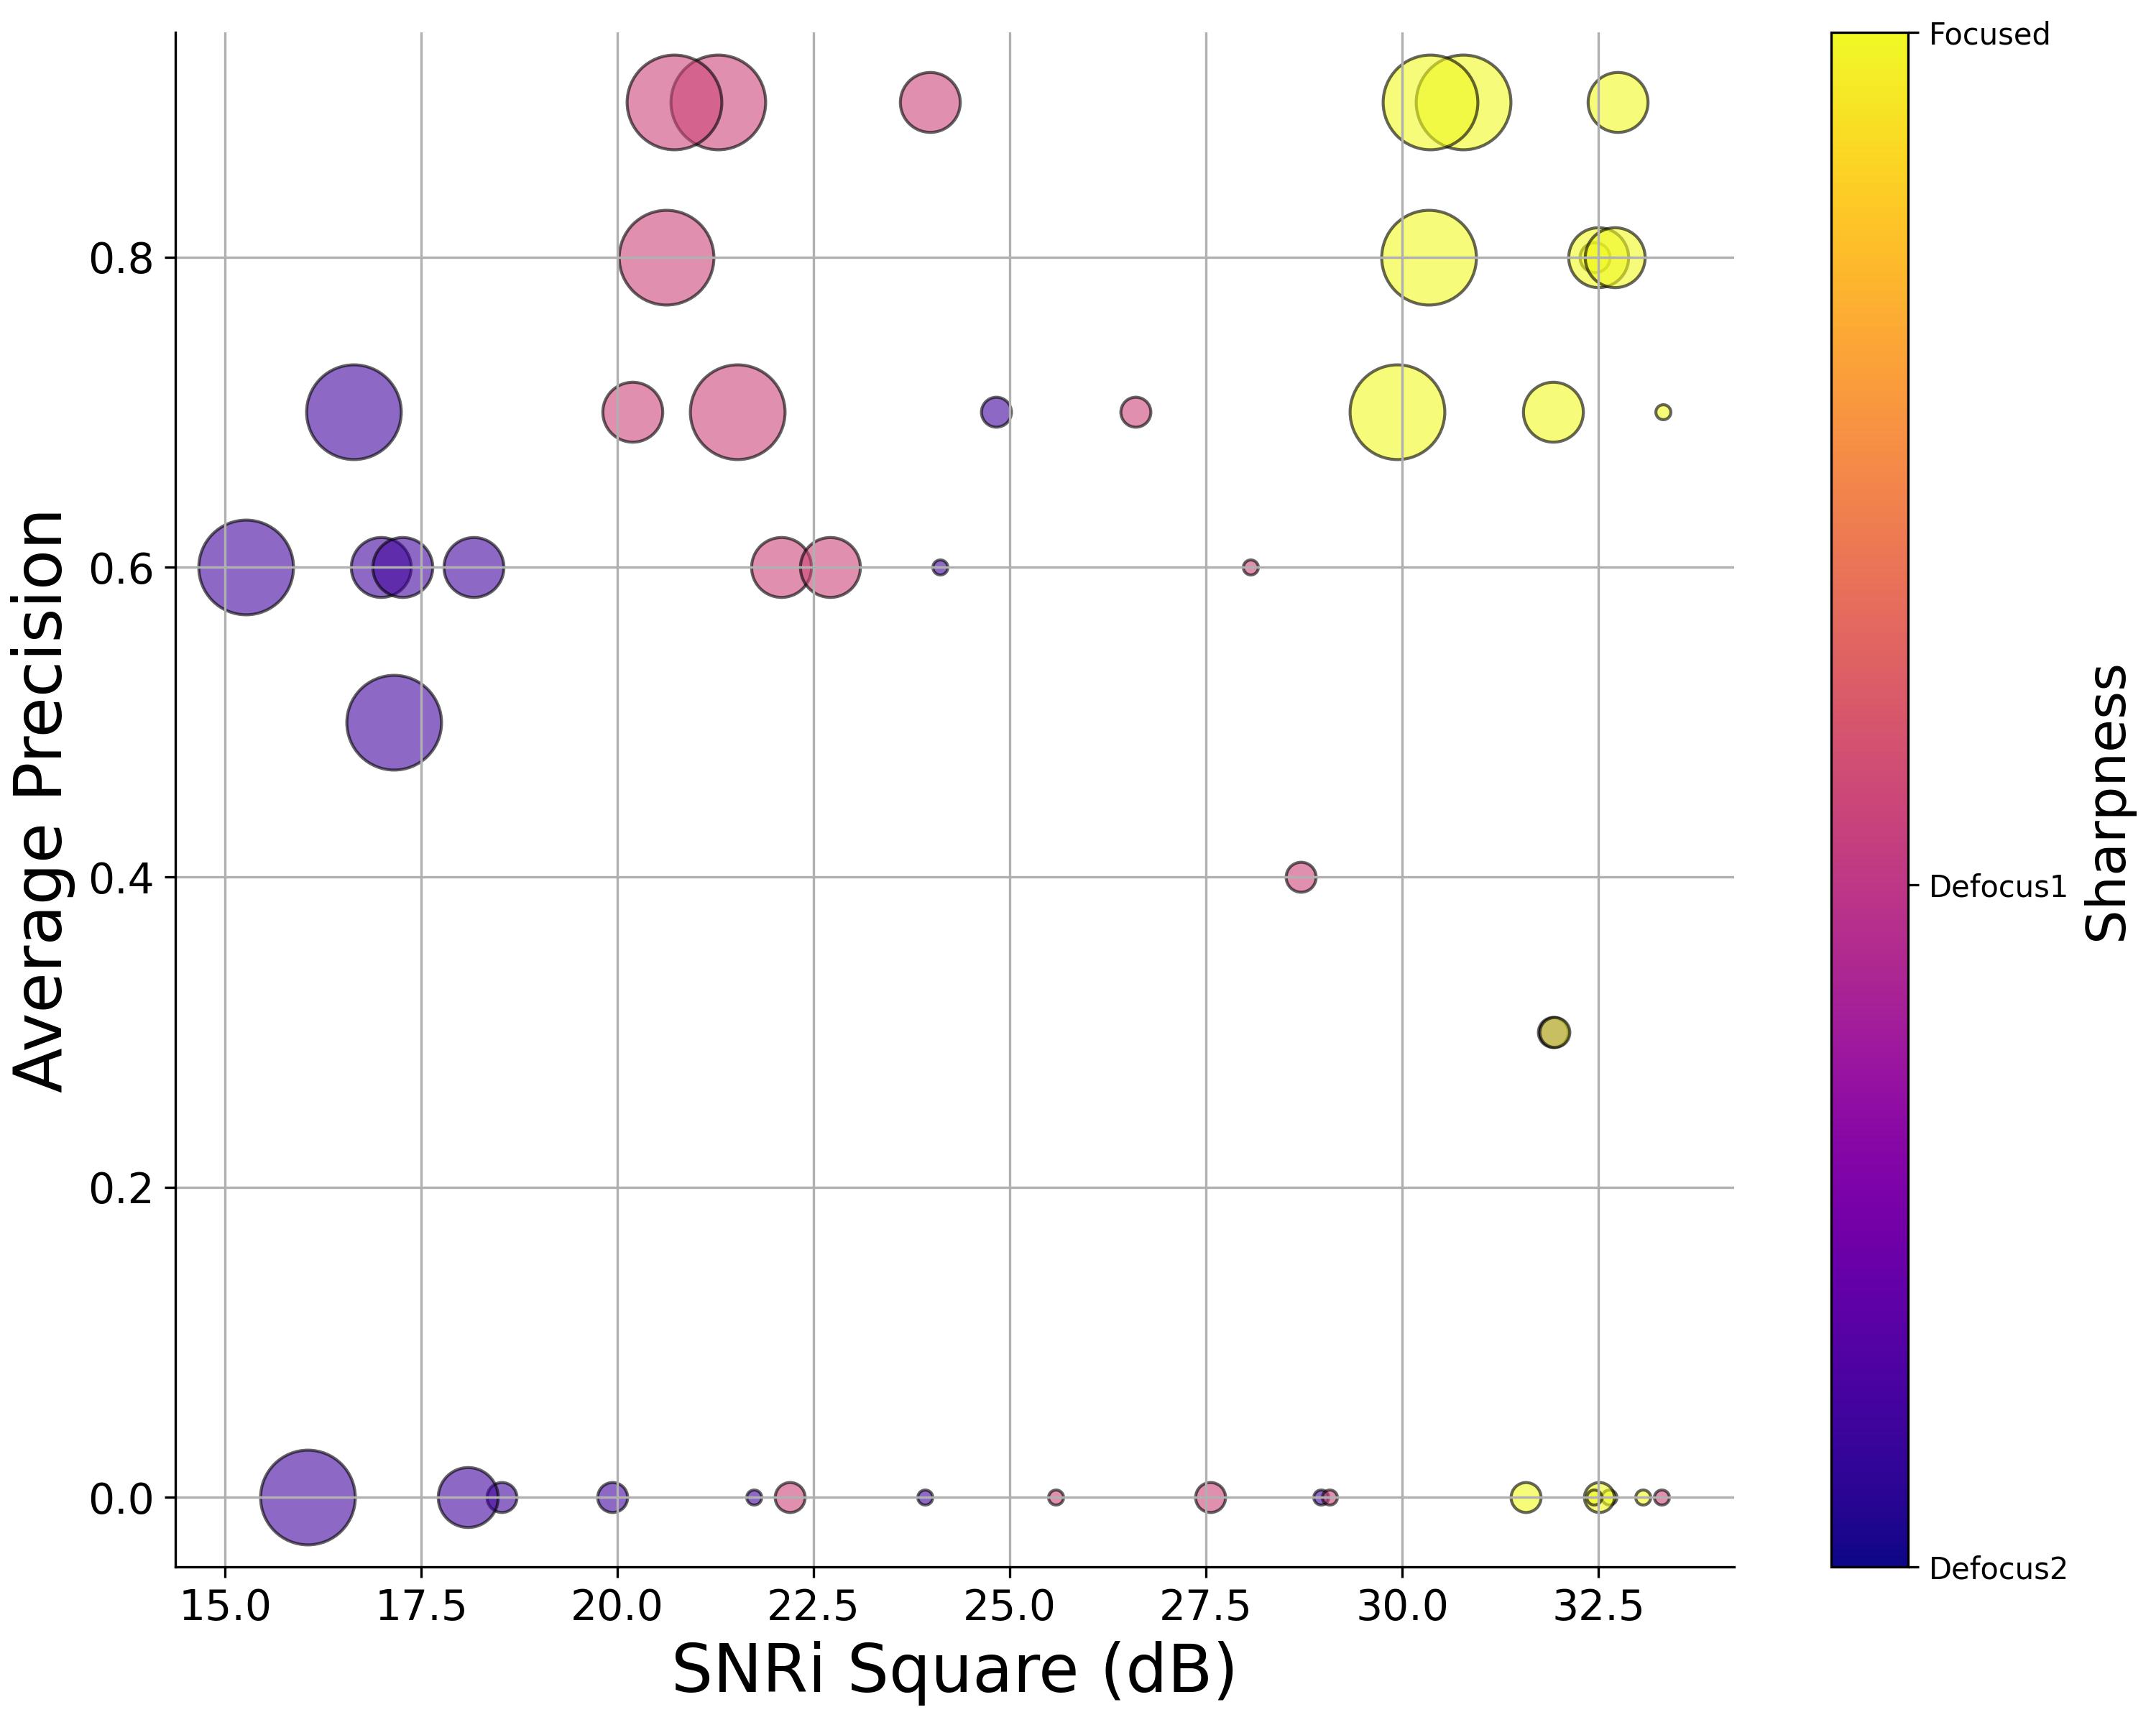 Average Precision
0.8
0.6
0.4
0.2
0.0
15.0 17.5 20.0 22.5 25.0 27.5 30.0 32.5
SNRi Square (dB)
Focused
Defocus1
Defocus2
Sharpness